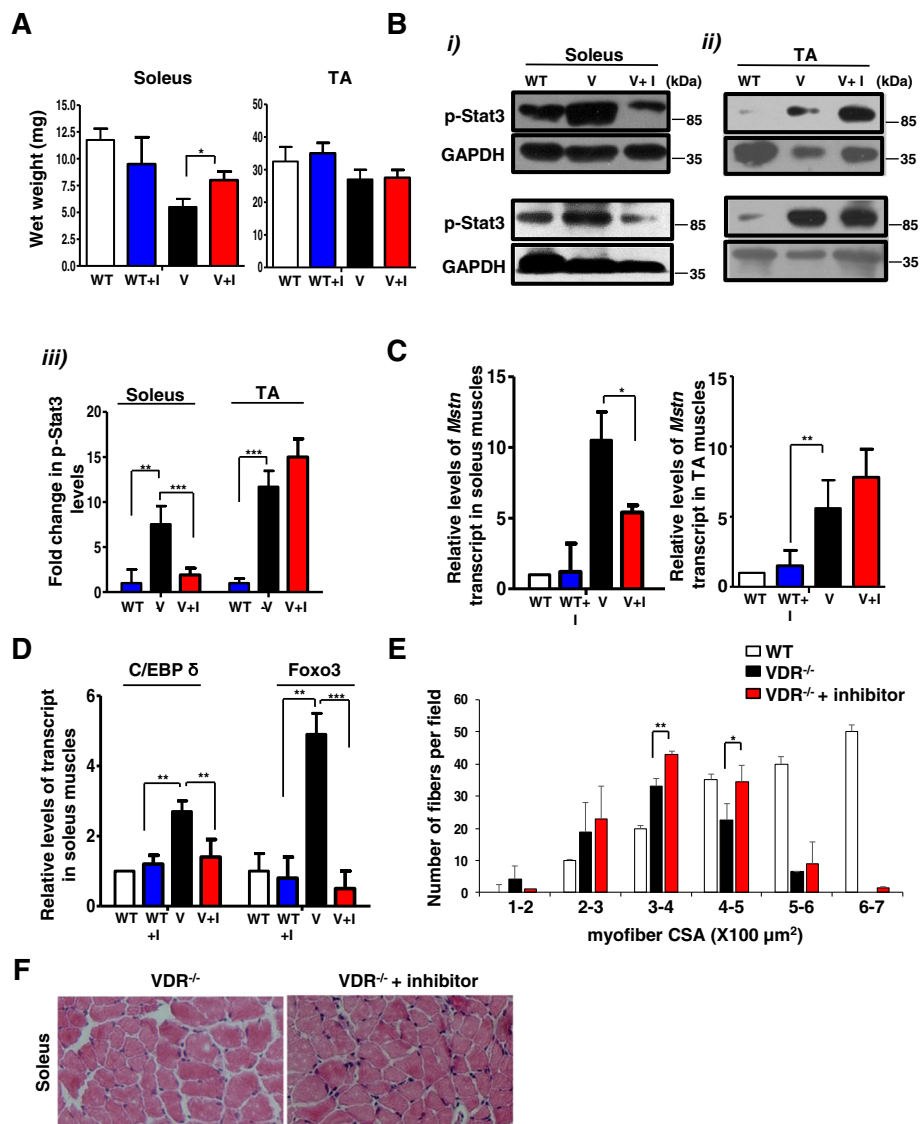 A
Soleus
TA
Wet weight (mg)
15.0
12.5
10.0
7.5
5.0
2.5
0.0
*
WT
WT+I
V
V+I
50
40
30
20
10
0
WT
WT+I
V
V+I
B
i)
Soleus
WT
V
V+ I
(kDa)
p-Stat3
85
GAPDH
35
p-Stat3
85
GAPDH
35
ii)
TA
WT
V
V+ I
(kDa)
85
35
85
35
iii)
Soleus
TA
Fold change in p-Stat3
levels
20
15
10
5
0
**
***
***
WT
V
V+I
WT
V
V+I
C
Relative levels of Mstn
transcript in soleus muscles
15
10
5
0
*
WT
WT+
I
V
V+I
Relative levels of Mstn
transcript in TA muscles
15
10
5
0
**
WT
WT+
I
V
V+I
D
C/EBP δ
Foxo3
Relative levels of transcript
in soleus muscles
6
4
2
0
**
**
**
***
WT
WT
+I
V
V+I
WT
WT
+I
V
V+I
E
WT
VDR-/-
VDR-/- + inhibitor
Number of fibers per field
60
50
40
30
20
10
0
**
*
1-2
2-3
3-4
4-5
5-6
6-7
myofiber CSA (X100 µm²)
F
VDR-/-
VDR-/- + inhibitor
Soleus